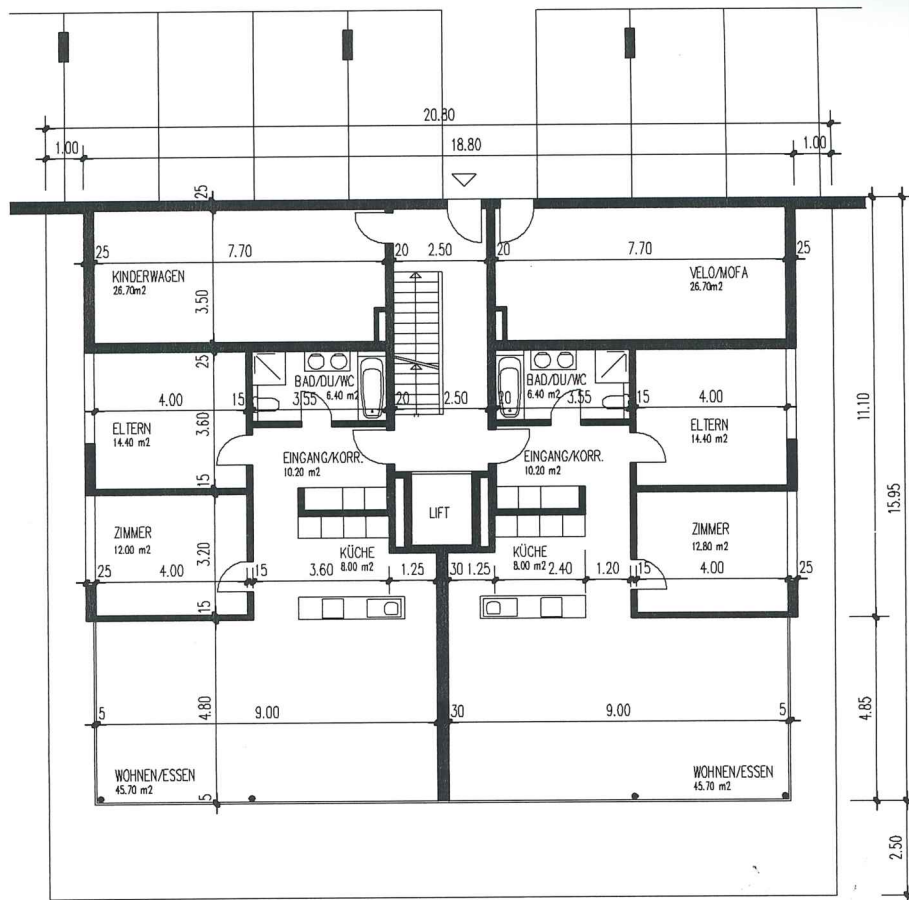 20.80
1.00 18.80 1.00
25
25 7.70 20 2.50 20 7.70 25
KINDERWAGEN
26.70m2
VELO/MOFA
26.70m2
3.50
25
BAD/DU/WC
6.40 m2
BAD/DU/WC
6.40 m2
4.00 15 3.55 20 2.50 20 3.55 15 4.00
11.10
3.60
ELTERN
14.40 m2
ELTERN
14.40 m2
EINGANG/KORR.
10.20 m2
EINGANG/KORR.
10.20 m2
15.95
15
LIFT
ZIMMER
12.00 m2
ZIMMER
12.80 m2
3.20
KÜCHE
8.00 m2
KÜCHE
8.00 m2
25 4.00 15 3.60 1.25 30 1.25 2.40 1.20 15 4.00 25
15
4.80
4.85
5 9.00 30 9.00 5
WOHNEN/ESSEN
45.70 m2
WOHNEN/ESSEN
45.70 m2
5
2.50